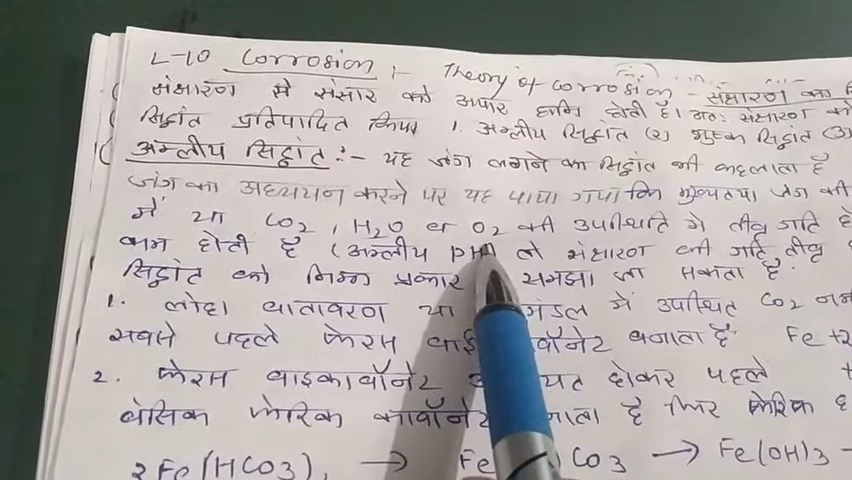 L-10 Corrosion :- Theory of corrosion - संक्षारण का
संक्षारण से संसार को अपार हानि होती है। अतः संक्षारण को
सिद्धांत प्रतिपादित किया 1. अम्लीय सिद्धांत (2) शुष्क सिद्धांत (3)
अम्लीय सिद्धांत :- यह जंग लगने का सिद्धांत भी कहलाता है
जंग का अध्ययन करने पर यह पाया गया कि मुख्यतया जंग की
में या CO2, H2O or O2 की उपस्थिति में तीव्र गति
कम होती है (अम्लीय PH तो संक्षारण की गति तीव्र
सिद्धांत को निम्न प्रकार समझा जा सकता है.
1. लोहा वातावरण या मंडल में उपस्थित CO2 नम
सबसे पहले फेरस बाई र्बोनेट बनाता है Fe+2
2. फेरस बाइकार्बोनेट होकर पहले +
बेसिक फेरिक कार्बोनेट नाता है फिर फेरिक
2Fe(HCO3)2 → Fe CO3 → Fe(OH)3 -